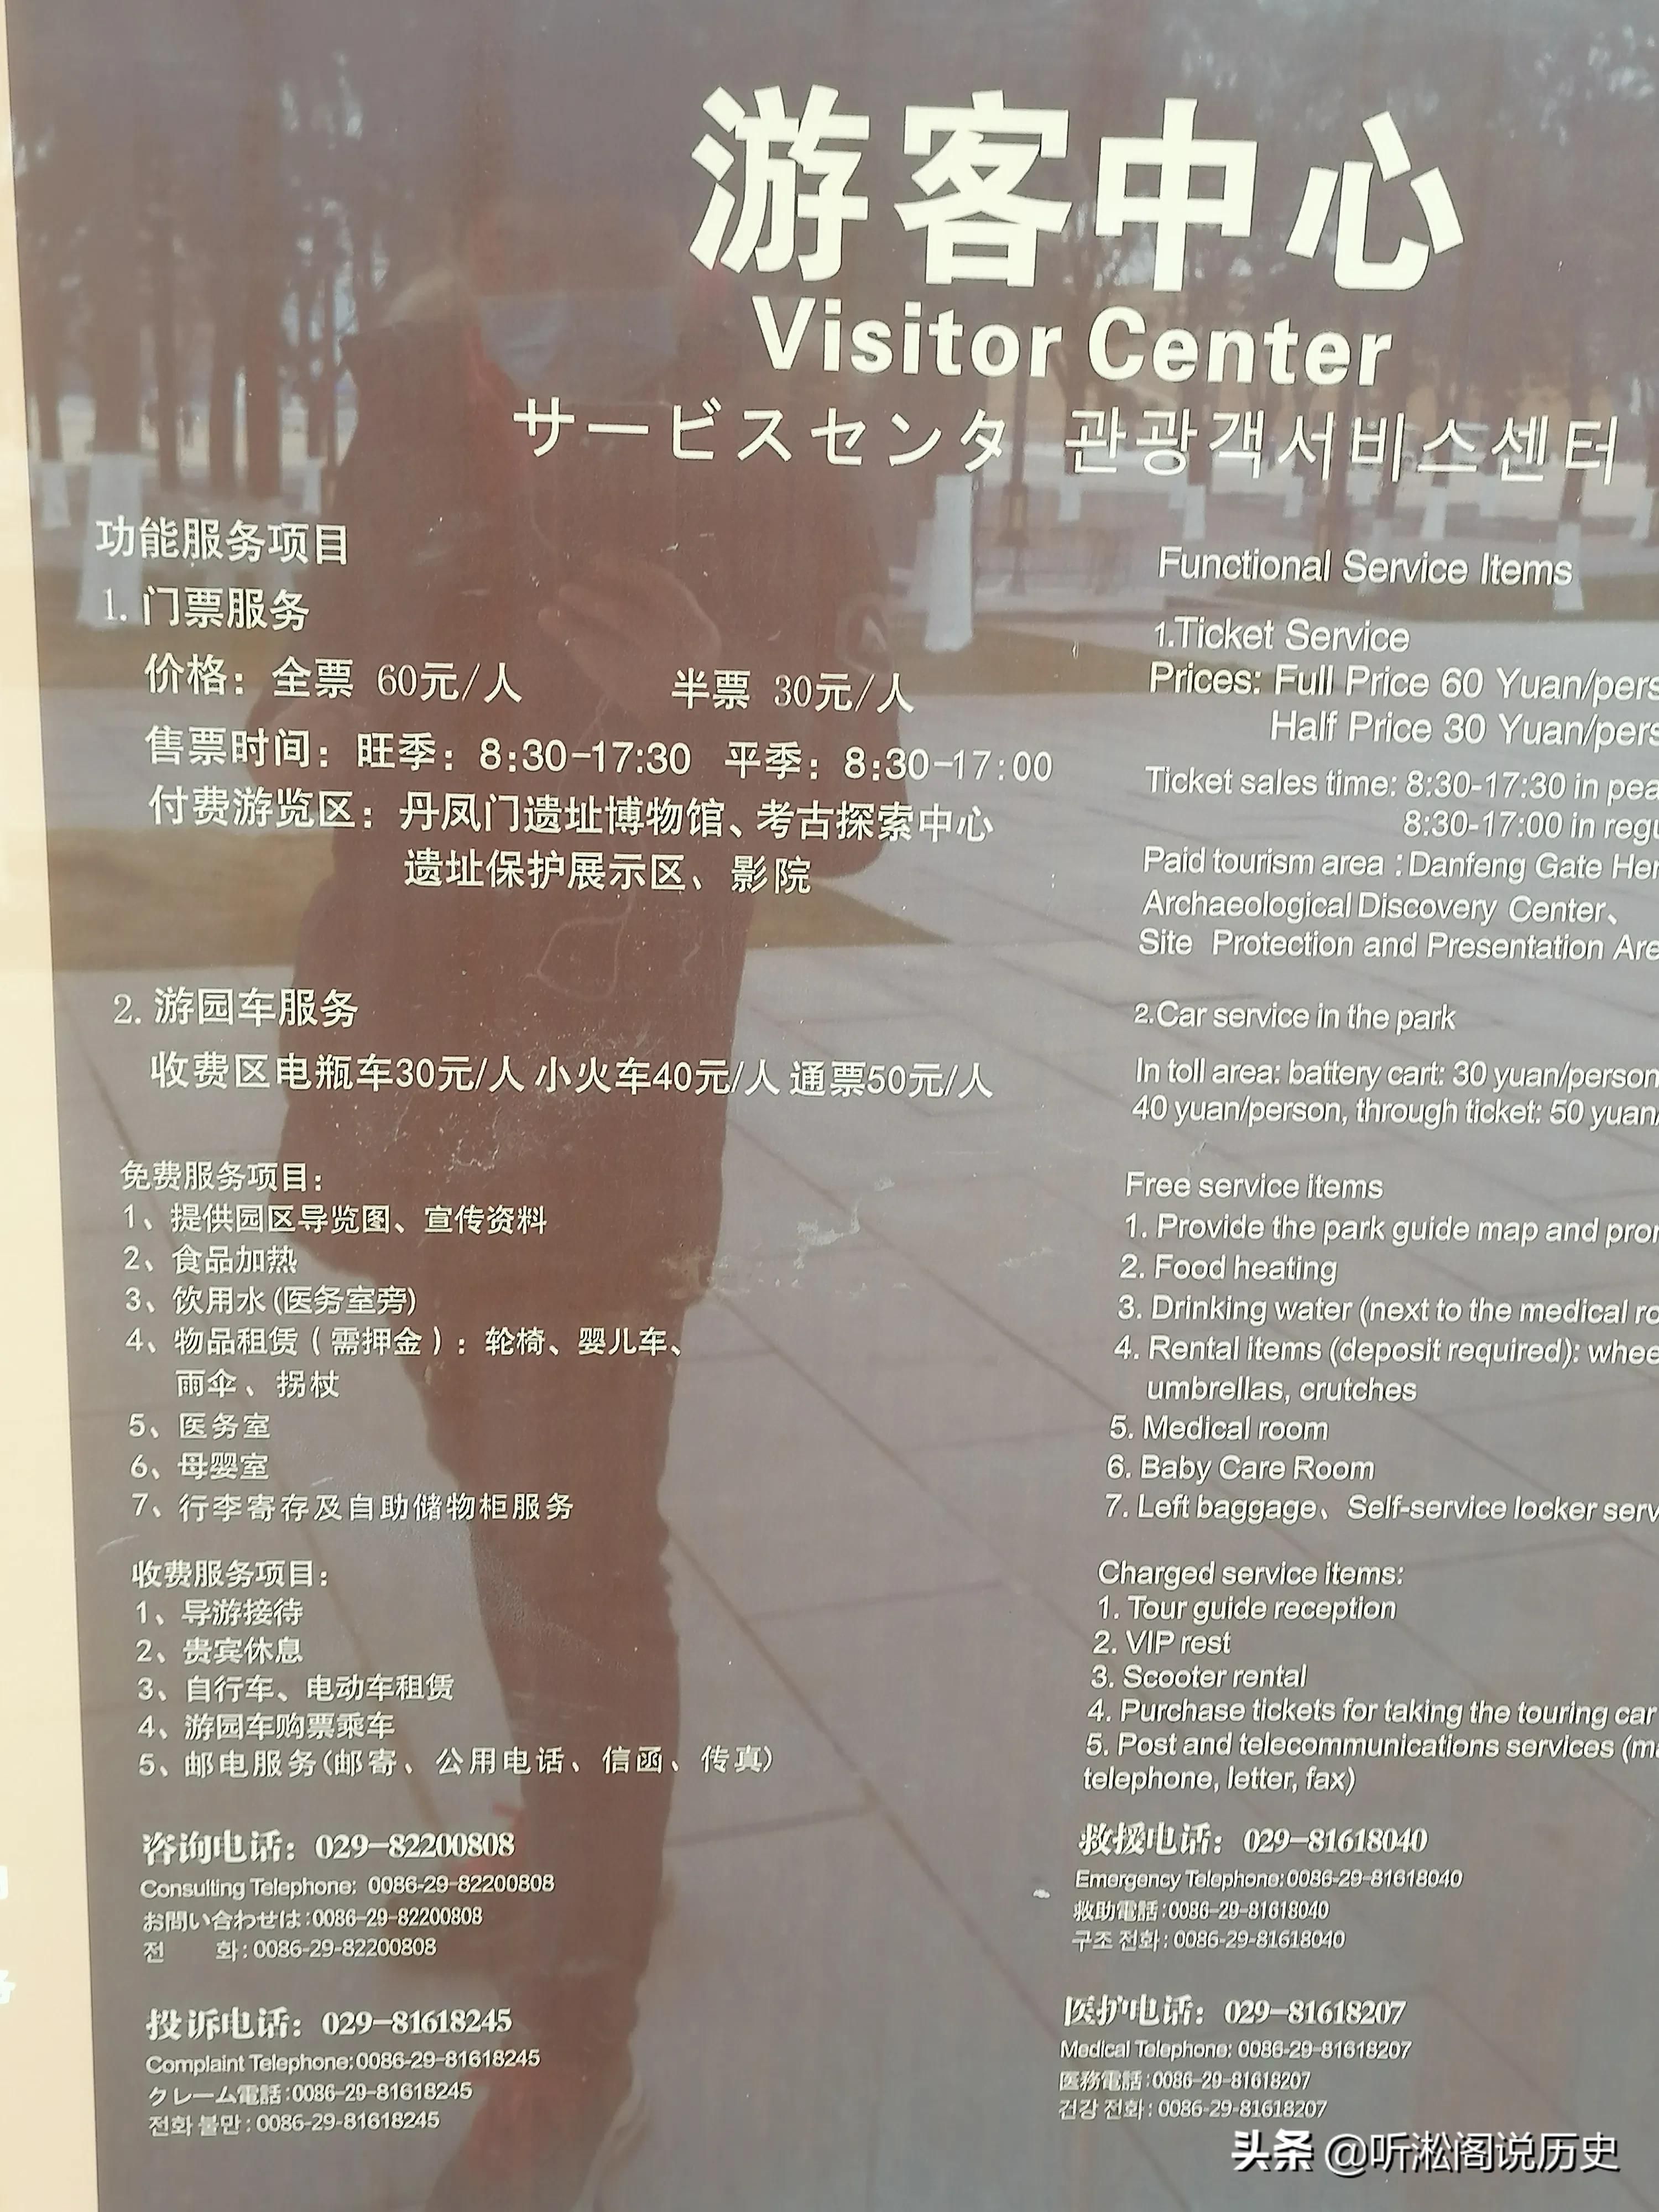 游客中心
Visitor Center
サービスセンタ 관광객서비스센터
功能服务项目
1. 门票服务
价格：全票 60元/人 半票 30元/人
售票时间：旺季：8:30-17:30 平季：8:30-17:00
付费游览区：丹凤门遗址博物馆、考古探索中心
遗址保护展示区、影院
2. 游园车服务
收费区电瓶车30元/人 小火车40元/人 通票50元/人
免费服务项目：
1、提供园区导览图、宣传资料
2、食品加热
3、饮用水(医务室旁)
4、物品租赁（需押金）：轮椅、婴儿车、
雨伞、拐杖
5、医务室
6、母婴室
7、行李寄存及自助储物柜服务
收费服务项目：
1、导游接待
2、贵宾休息
3、自行车、电动车租赁
4、游园车购票乘车
5、邮电服务(邮寄、公用电话、信函、传真)
咨询电话：029-82200808
Consulting Telephone: 0086-29-82200808
お問い合わせは:0086-29-82200808
전 화: 0086-29-82200808
投诉电话：029-81618245
Complaint Telephone:0086-29-81618245
クレーム電話:0086-29-81618245
전화 불만: 0086-29-81618245
Functional Service Items
1.Ticket Service
Prices: Full Price 60 Yuan/pers
Half Price 30 Yuan/pers
Ticket sales time: 8:30-17:30 in pea
8:30-17:00 in regu
Paid tourism area :Danfeng Gate Her
Archaeological Discovery Center、
Site Protection and Presentation Are
2.Car service in the park
In toll area: battery cart: 30 yuan/person
40 yuan/person, through ticket: 50 yuan/
Free service items
1. Provide the park guide map and pro
2. Food heating
3. Drinking water (next to the medical ro
4. Rental items (deposit required): whee
umbrellas, crutches
5. Medical room
6. Baby Care Room
7. Left baggage、Self-service locker serv
Charged service items:
1. Tour guide reception
2. VIP rest
3. Scooter rental
4. Purchase tickets for taking the touring car
5. Post and telecommunications services (ma
telephone, letter, fax)
救援电话：029-81618040
Emergency Telephone:0086-29-81618040
救助電話:0086-29-81618040
구조 전화: 0086-29-81618040
医护电话：029-81618207
Medical Telephone: 0086-29-81618207
医務電話:0086-29-81618207
건강 전화: 0086-29-81618207
头条 @听淞阁说历史